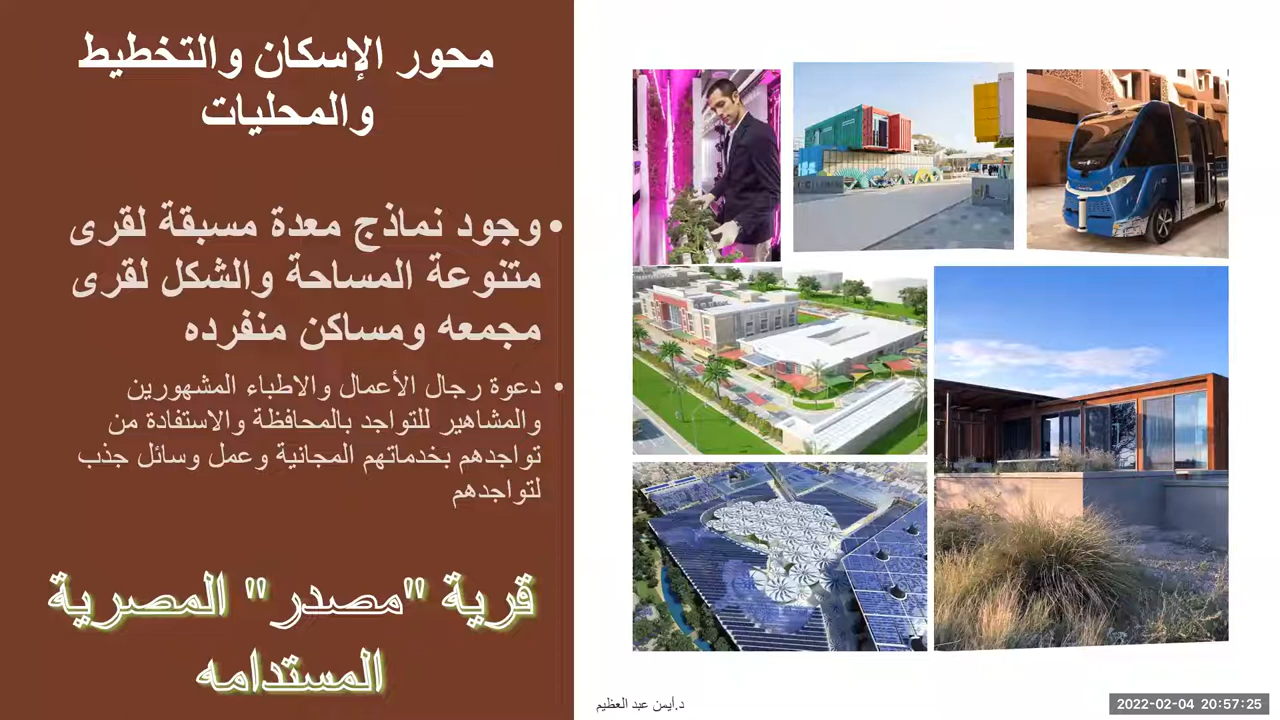 محور الإسكان والتخطيط
والمحليات
• وجود نماذج معدة مسبقة لقرى
متنوعة المساحة والشكل لقرى
مجمعه ومساكن منفرده
• دعوة رجال الأعمال والاطباء المشهورين
والمشاهير للتواجد بالمحافظة والاستفادة من
تواجدهم بخدماتهم المجانية وعمل وسائل جذب
لتواجدهم
قرية "مصدر" المصرية
المستدامه
د.أيمن عبد العظيم
2022-02-04 20:57:25